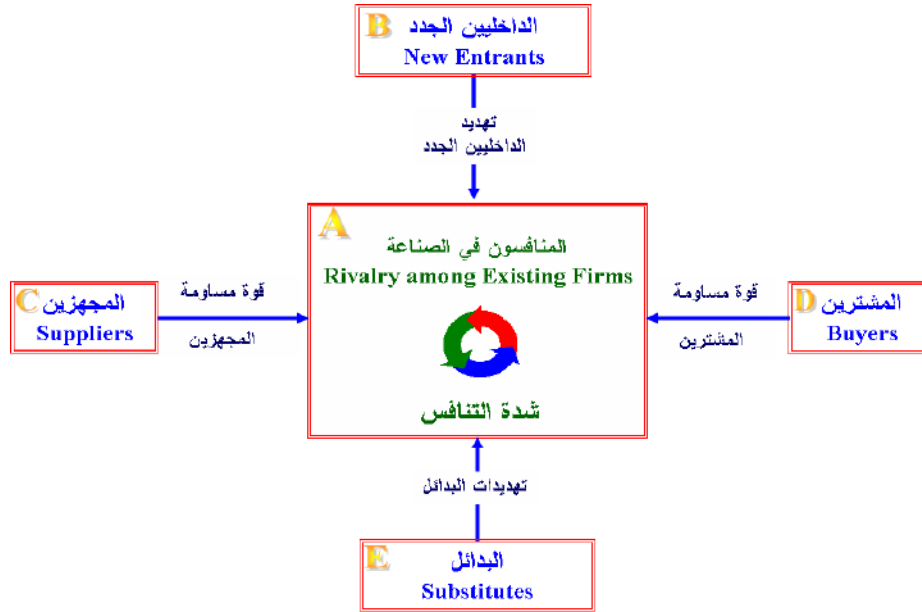 B الداخليين الجدد
New Entrants
تهديد
الداخليين الجدد
A
المنافسون في الصناعة
Rivalry among Existing Firms
شدة التنافس
C المجهزين
Suppliers
قوة مساومة
المجهزين
قوة مساومة
المشترين
D المشترين
Buyers
تهديدات البدائل
E البدائل
Substitutes